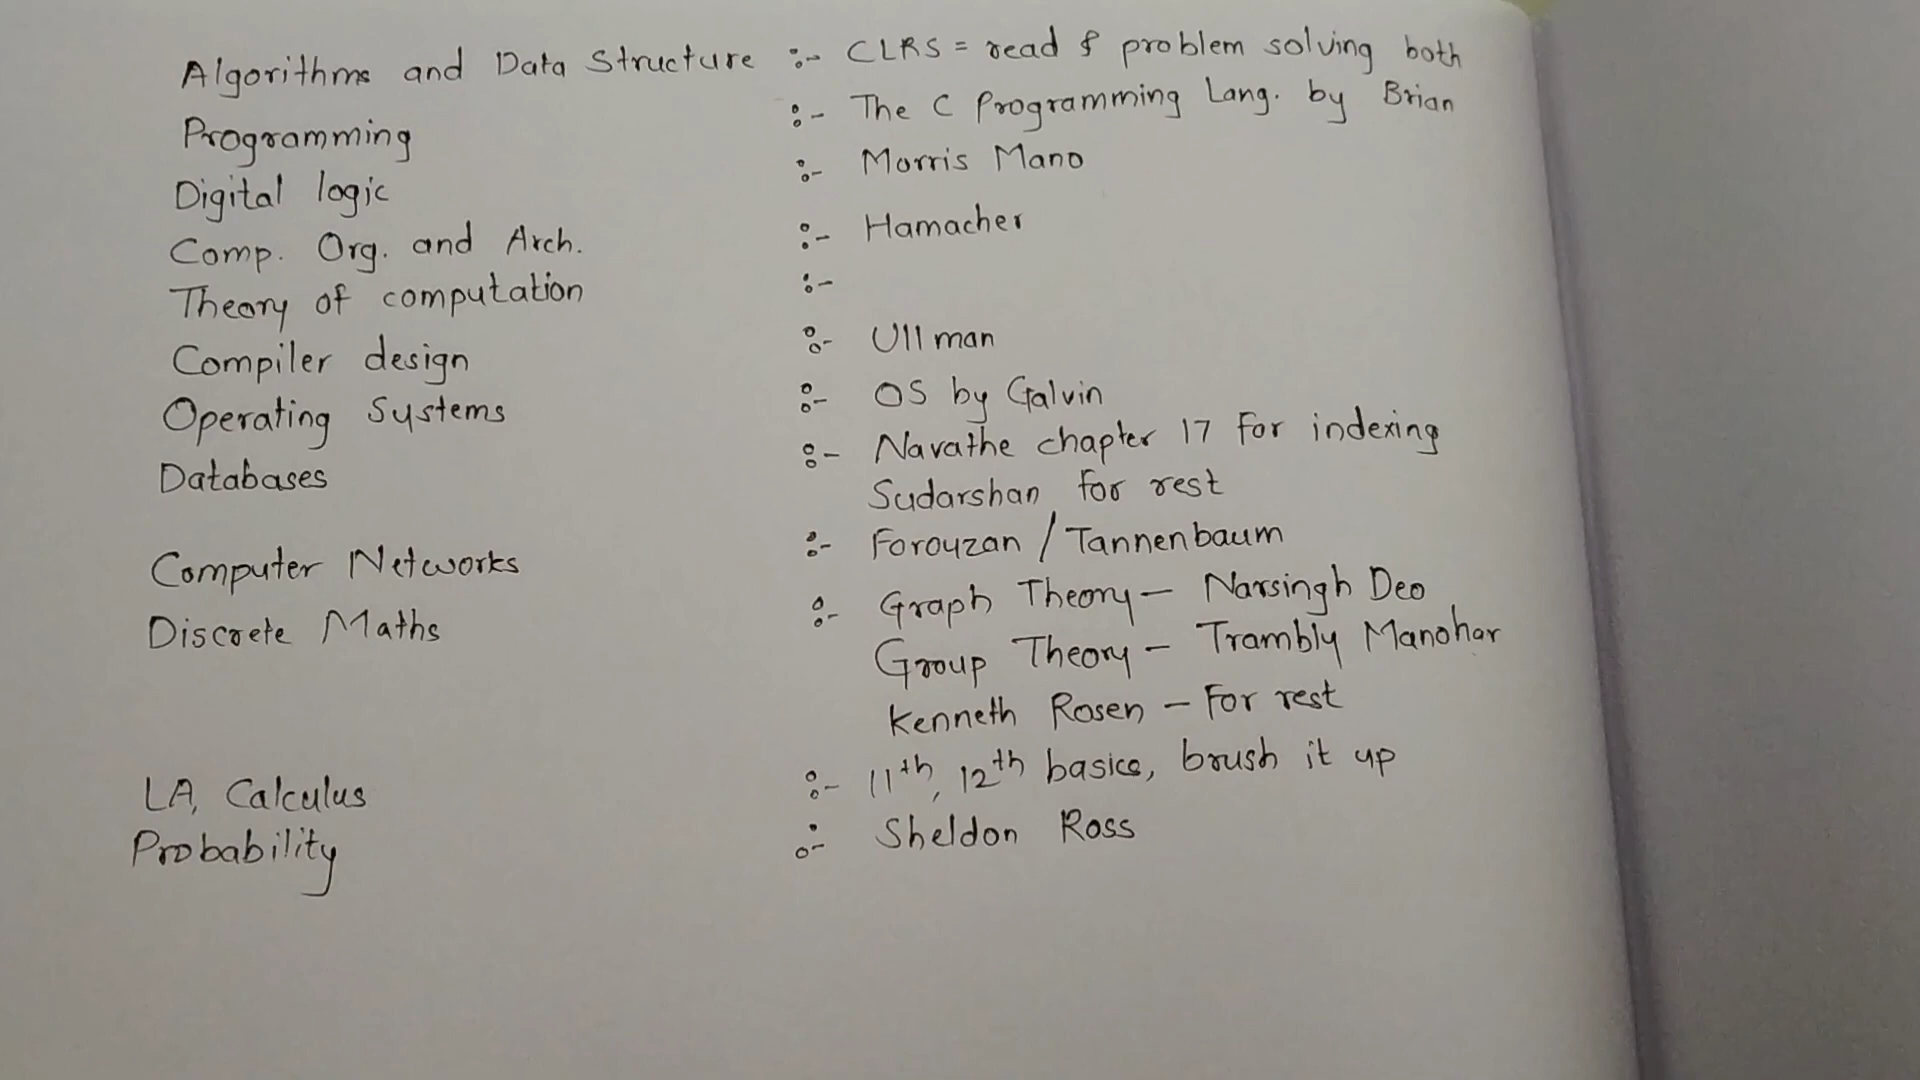 Algorithms and Data Structure :- CLRS = read & problem solving both
Programming :- The C Programming Lang. by Brian
Digital logic :- Morris Mano
Comp. Org. and Arch. :- Hamacher
Theory of computation :-
Compiler design :- Ullman
Operating Systems :- OS by Galvin
Databases :- Navathe chapter 17 for indexing
Sudarshan for rest
Computer Networks :- Forouzan / Tannenbaum
Discrete Maths :- Graph Theory - Narsingh Deo
Group Theory - Trambly Manohar
Kenneth Rosen - For rest
LA, Calculus :- 11th, 12th basics, brush it up
Probability :- Sheldon Ross